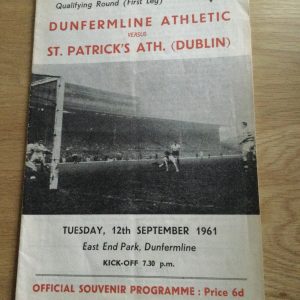 Qualifying Round (First Leg)
DUNFERMLINE ATHLETIC
VERSUS
ST. PATRICK'S ATH. (DUBLIN)
TUESDAY, 12th SEPTEMBER 1961
East End Park, Dunfermline
KICK-OFF 7.30 p.m.
OFFICIAL SOUVENIR PROGRAMME : Price 6d